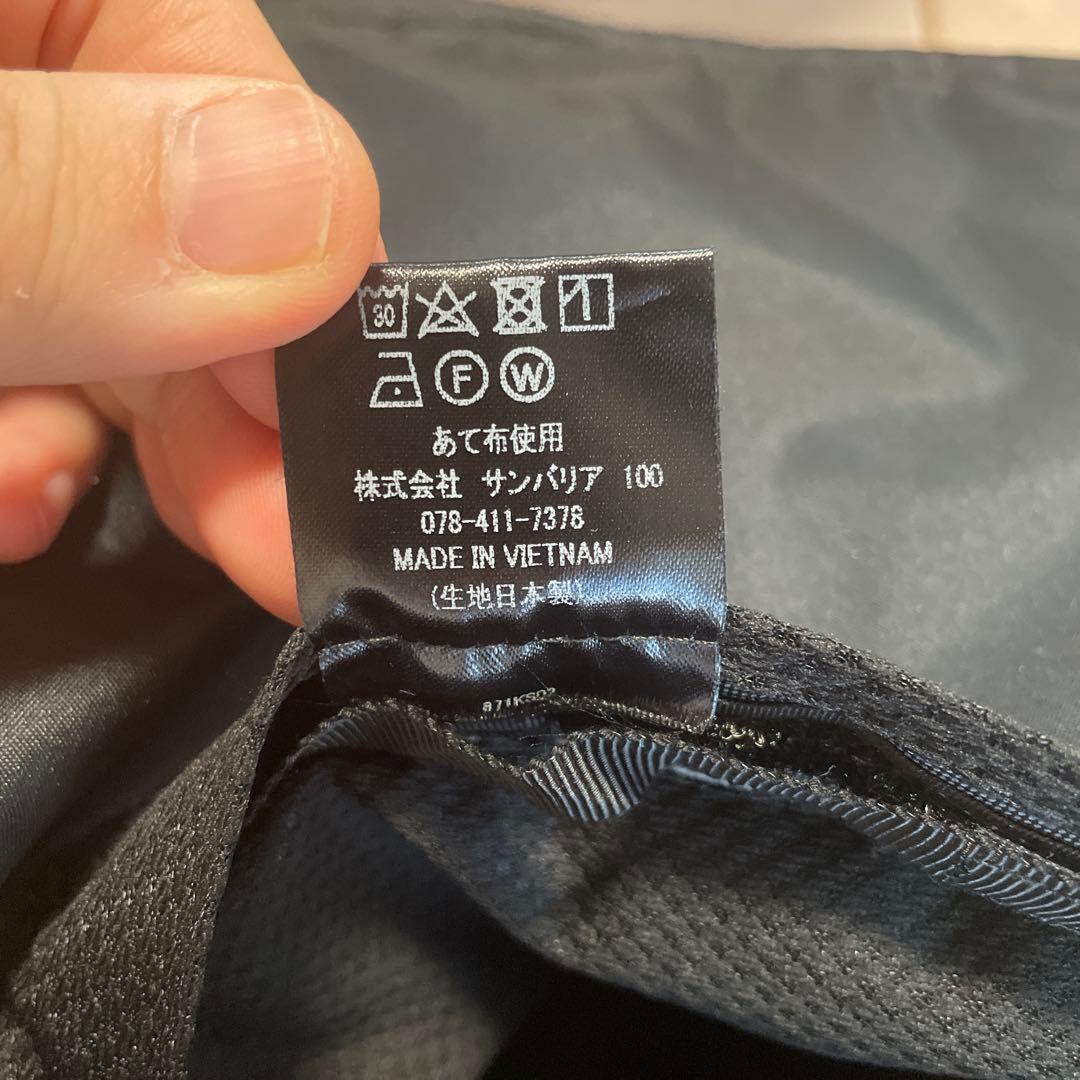 30
F W
あて布使用
株式会社 サンバリア 100
078-411-7378
MADE IN VIETNAM
(生地日本製)